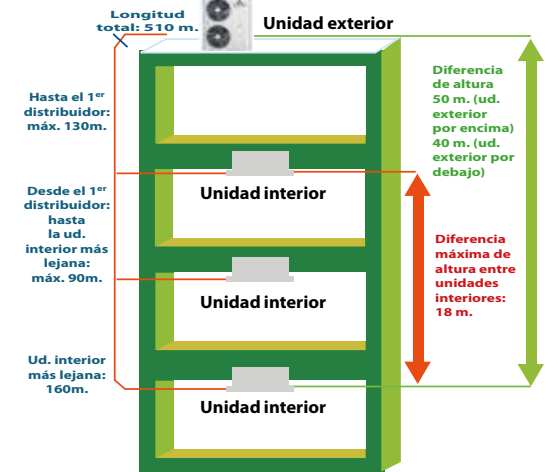 Longitud
total: 510 m.
Unidad exterior
Hasta el 1er
distribuidor:
máx. 130m.
Diferencia
de altura
50 m. (ud.
exterior
por encima)
40 m. (ud.
exterior por
debajo)
Desde el 1er
distribuidor:
hasta
la ud.
interior más
lejana:
máx. 90m.
Unidad interior
Diferencia
máxima de
altura entre
unidades
interiores:
18 m.
Unidad interior
Ud. interior
más lejana:
160m.
Unidad interior